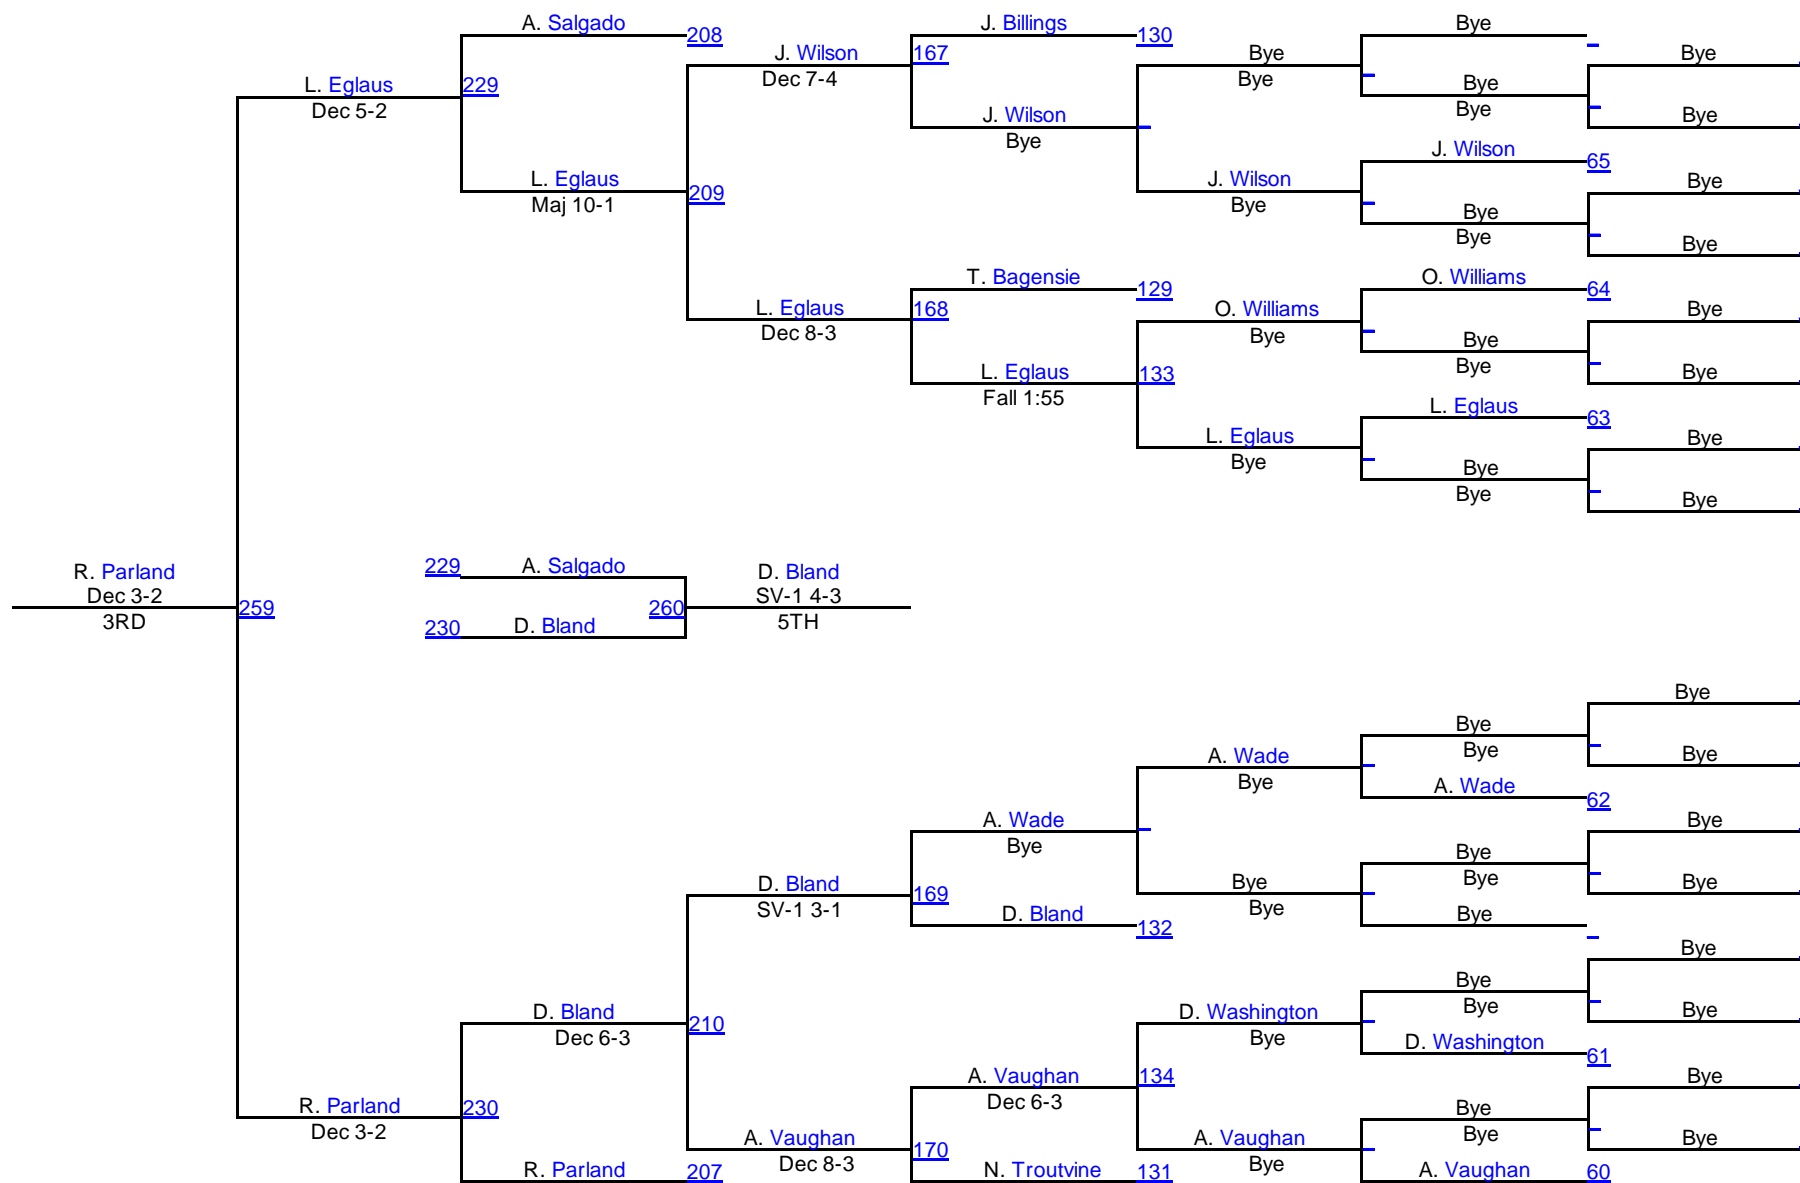 A. Salgado
208
J. Billings
130
Bye
Bye
J. Wilson
Dec 7-4
167
Bye
Bye
L. Eglaus
Dec 5-2
229
Bye
Bye
J. Wilson
Bye
Bye
J. Wilson
65
L. Eglaus
Maj 10-1
209
J. Wilson
Bye
Bye
Bye
Bye
Bye
T. Bagensie
129
O. Williams
64
L. Eglaus
Dec 8-3
168
O. Williams
Bye
Bye
Bye
Bye
L. Eglaus
Fall 1:55
133
Bye
L. Eglaus
63
L. Eglaus
Bye
Bye
Bye
Bye
Bye
R. Parland
Dec 3-2
3RD
259
229
A. Salgado
230
D. Bland
260
D. Bland
SV-1 4-3
5TH
Bye
Bye
Bye
A. Wade
Bye
Bye
A. Wade
62
A. Wade
Bye
Bye
Bye
Bye
D. Bland
SV-1 3-1
169
Bye
Bye
Bye
D. Bland
132
Bye
Bye
D. Bland
Dec 6-3
210
D. Washington
Bye
Bye
Bye
Bye
D. Washington
61
A. Vaughan
Dec 6-3
134
Bye
R. Parland
Dec 3-2
230
Bye
Bye
A. Vaughan
Dec 8-3
170
A. Vaughan
Bye
Bye
R. Parland
207
N. Troutvine
131
A. Vaughan
60